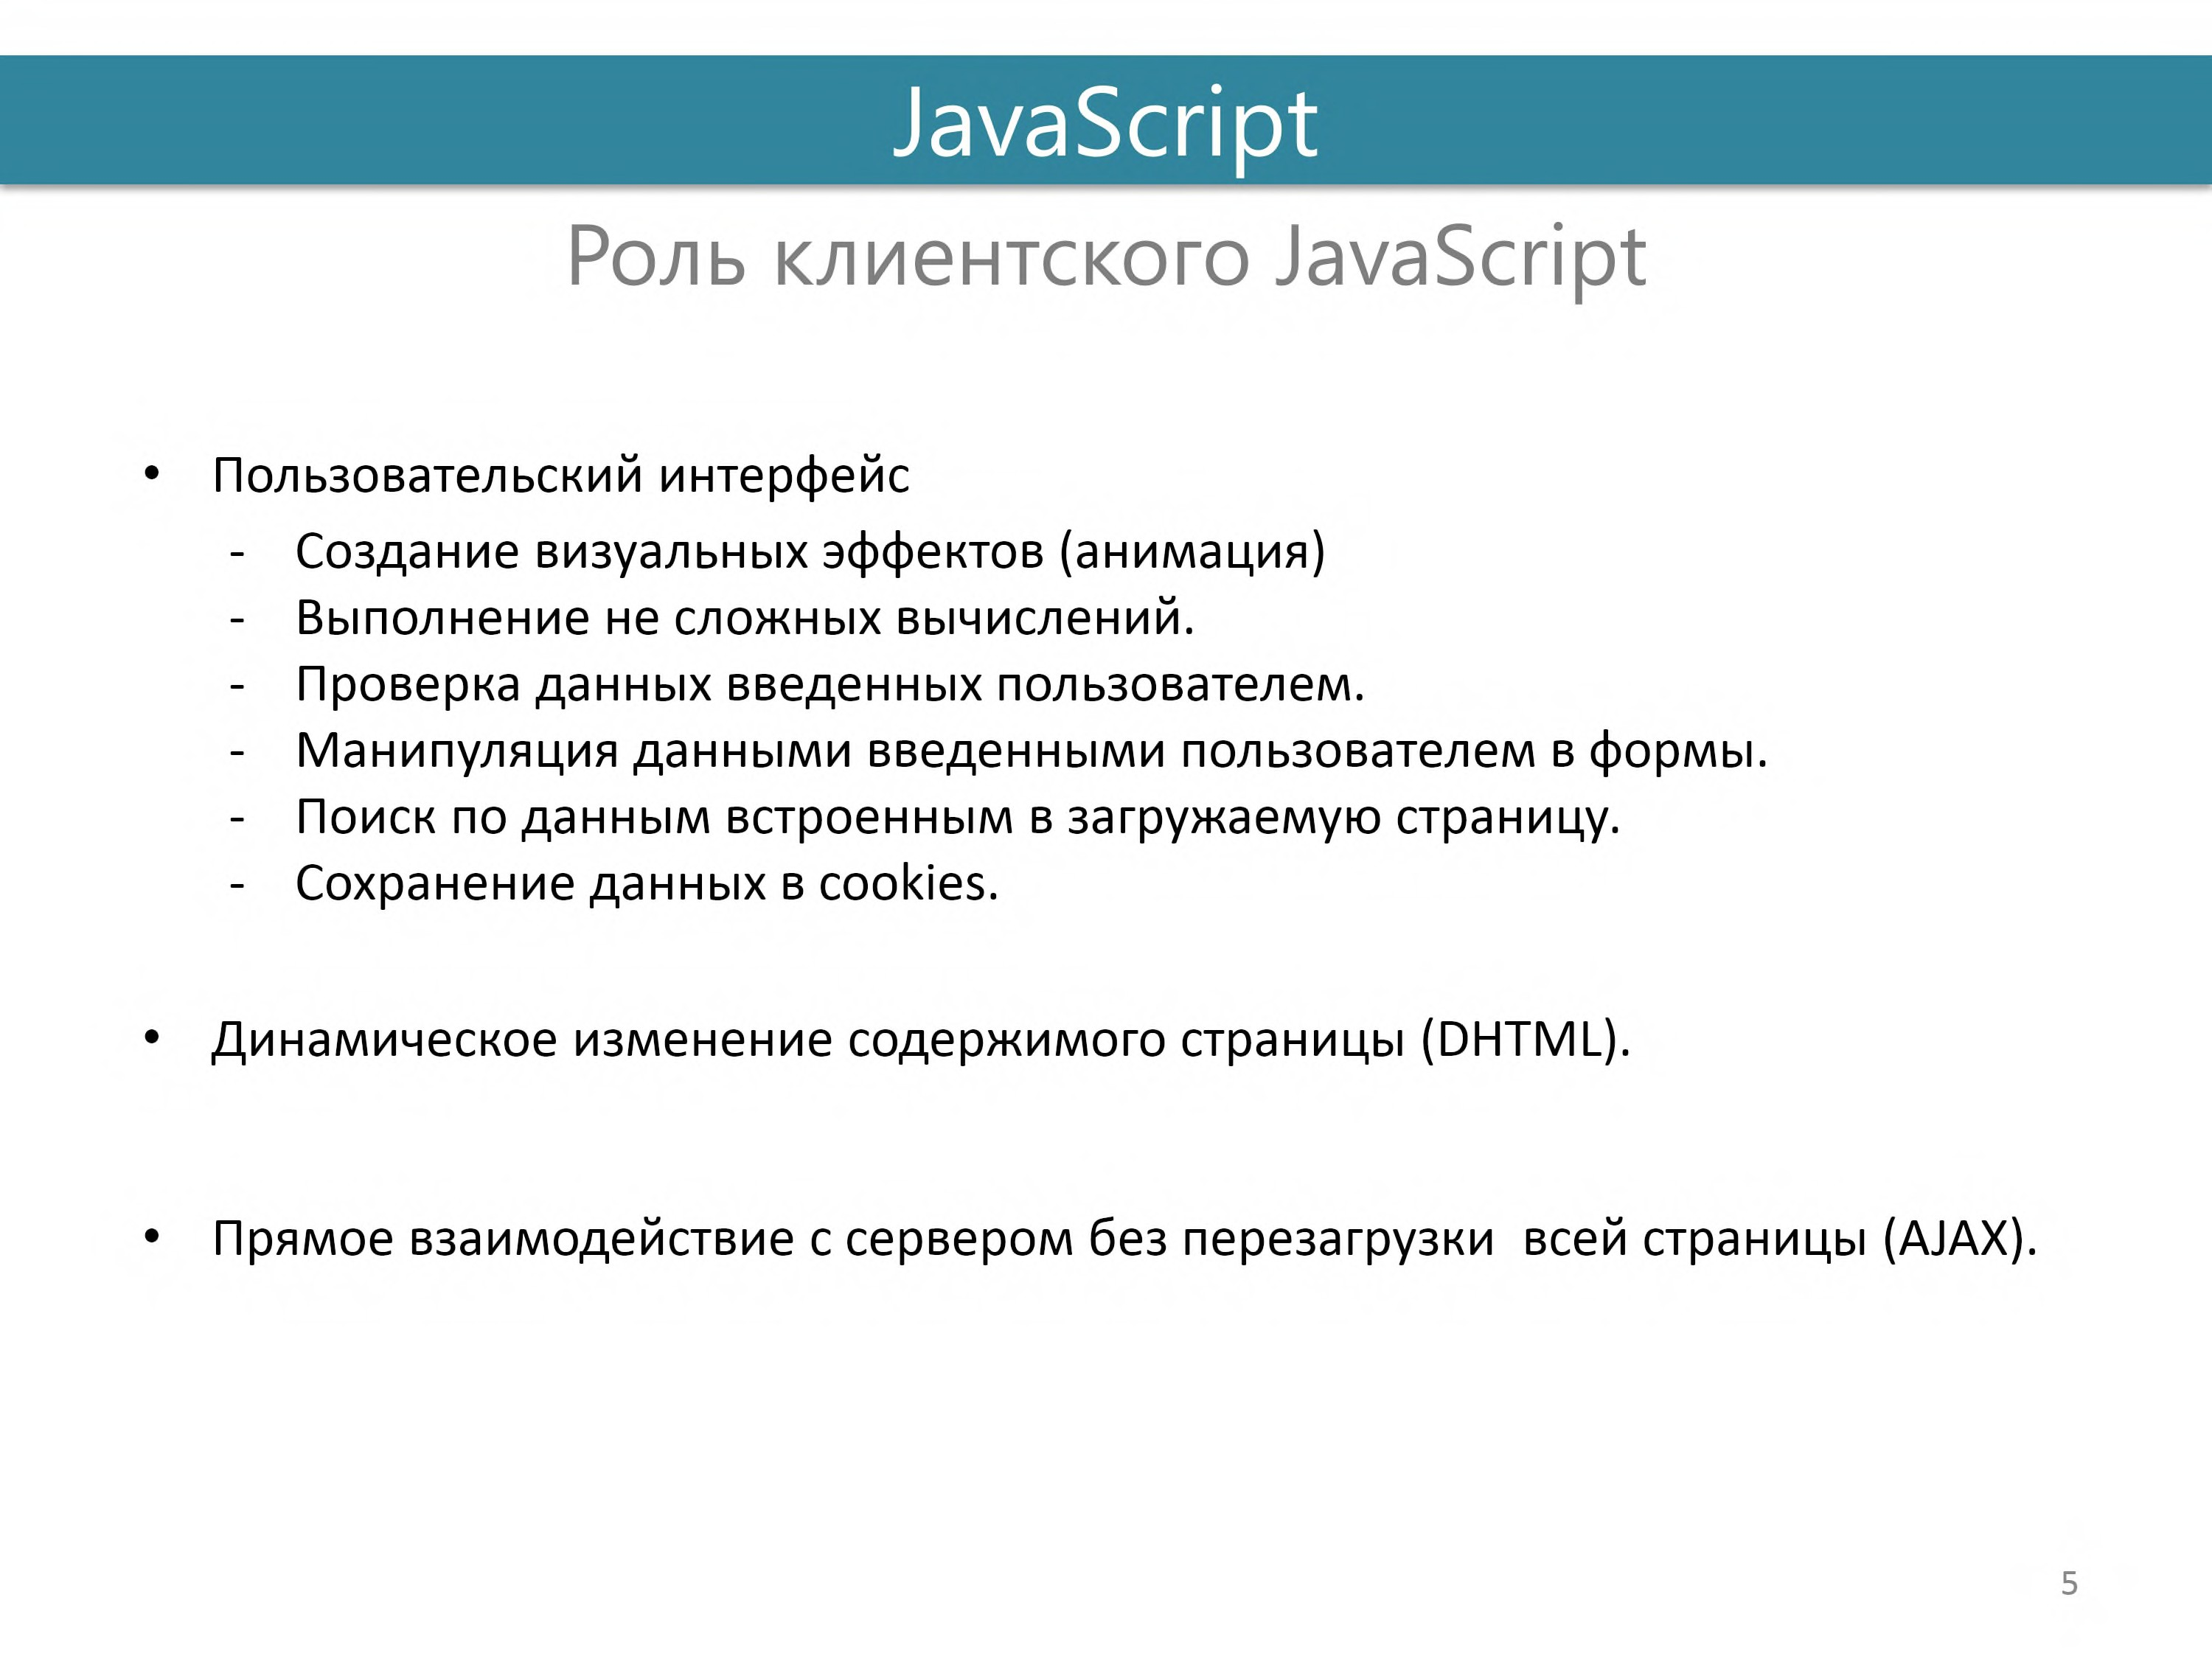 JavaScript
Роль клиентского JavaScript
• Пользовательский интерфейс
- Создание визуальных эффектов (анимация)
- Выполнение не сложных вычислений.
- Проверка данных введенных пользователем.
- Манипуляция данными введенными пользователем в формы.
- Поиск по данным встроенным в загружаемую страницу.
- Сохранение данных в cookies.
• Динамическое изменение содержимого страницы (DHTML).
• Прямое взаимодействие с сервером без перезагрузки  всей страницы (AJAX).
5